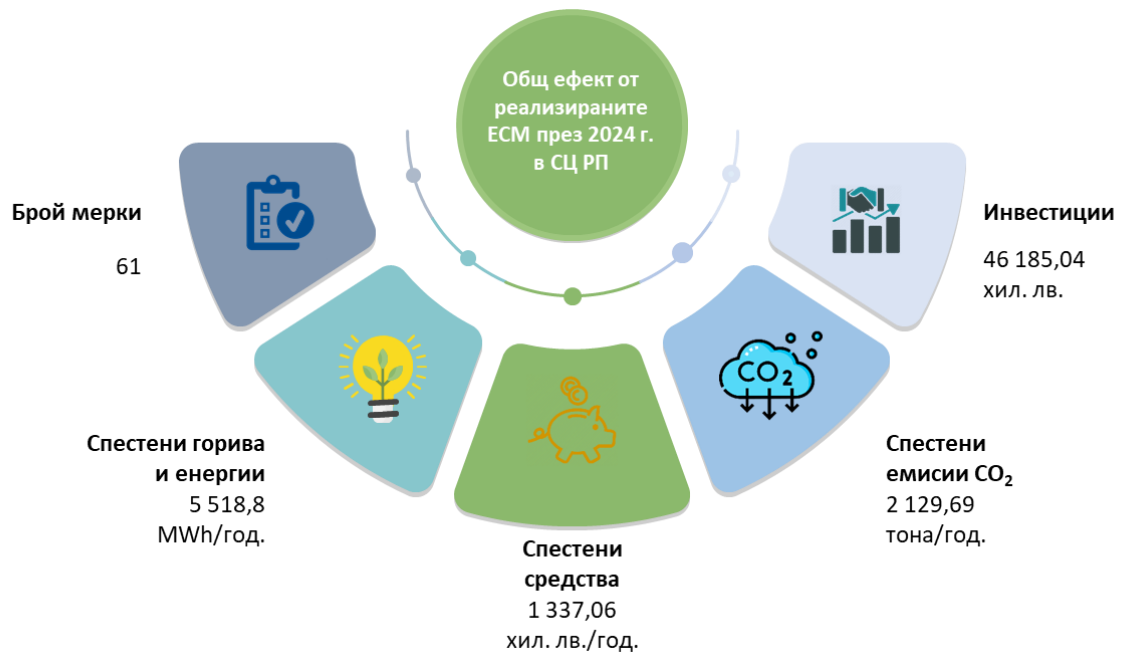 Общ ефект от
реализираните
ЕСМ през 2024 г.
в СЦ РП
Брой мерки
61
Спестени горива
и енергии
5 518,8
MWh/год.
Спестени
средства
1 337,06
хил. лв./год.
CO2
Спестени
емисии CO₂
2 129,69
тона/год.
Инвестиции
46 185,04
хил. лв.